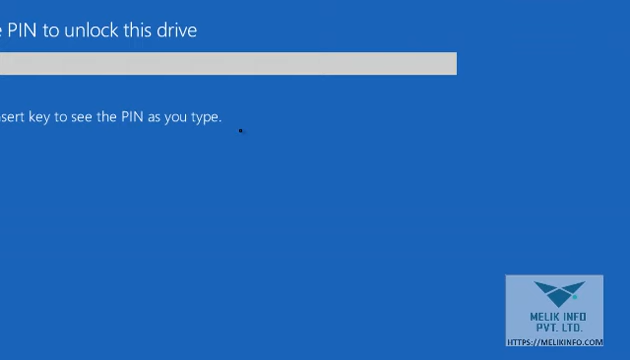 PIN to unlock this drive
key to see the PIN as you type.
MELIK INFO
PVT. LTD.
HTTPS://MELIKINFO.COM